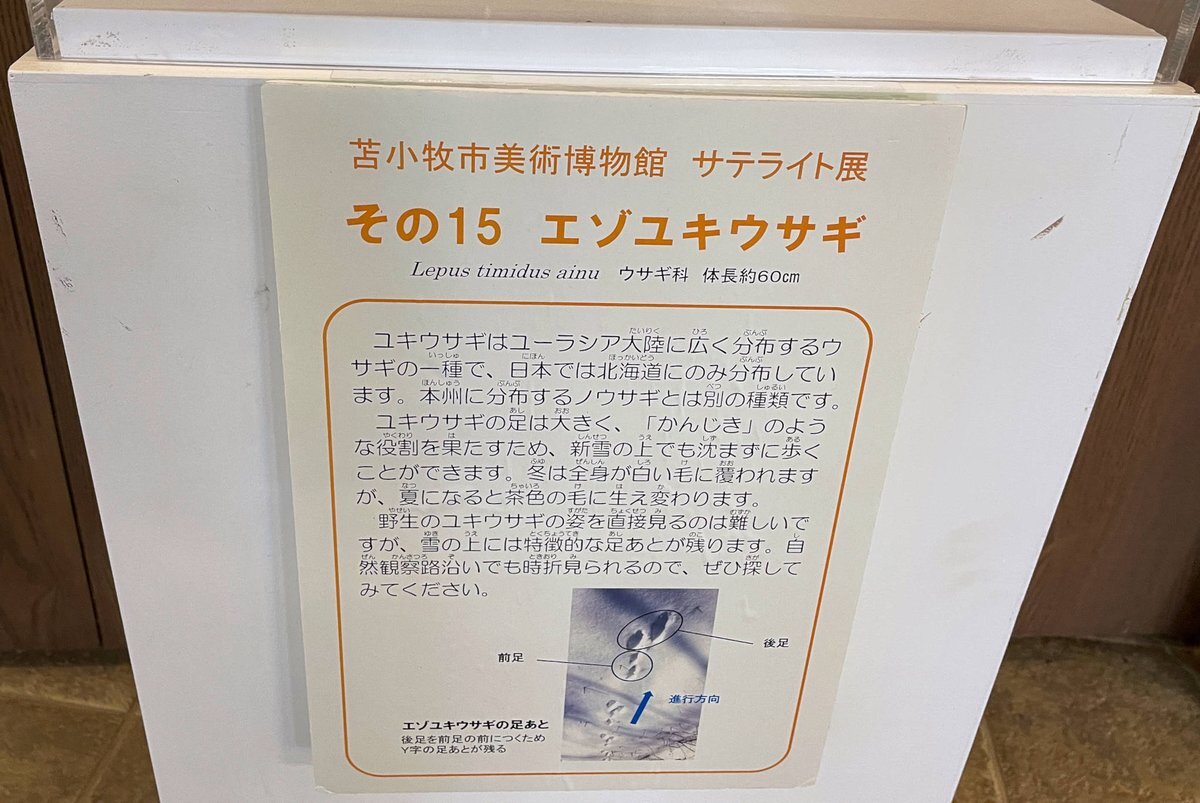 苫小牧市美術博物館 サテライト展
その15 エゾユキウサギ
Lepus timidus ainu ウサギ科 体長約60㎝
ユキウサギはユーラシア大陸に広く分布するウ
サギの一種で、日本では北海道にのみ分布してい
ます。本州に分布するノウサギとは別の種類です。
ユキウサギの足は大きく、「かんじき」のよう
な役割を果たすため、新雪の上でも沈まずに歩く
ことができます。冬は全身が白い毛に覆われます
が、夏になると茶色の毛に生え変わります。
野生のユキウサギの姿を直接見るのは難しいで
すが、雪の上には特徴的な足あとが残ります。自
然観察路沿いでも時折見られるので、ぜひ探して
みてください。
後足
前足
進行方向
エゾユキウサギの足あと
後足を前足の前につくため
Y字の足あとが残る